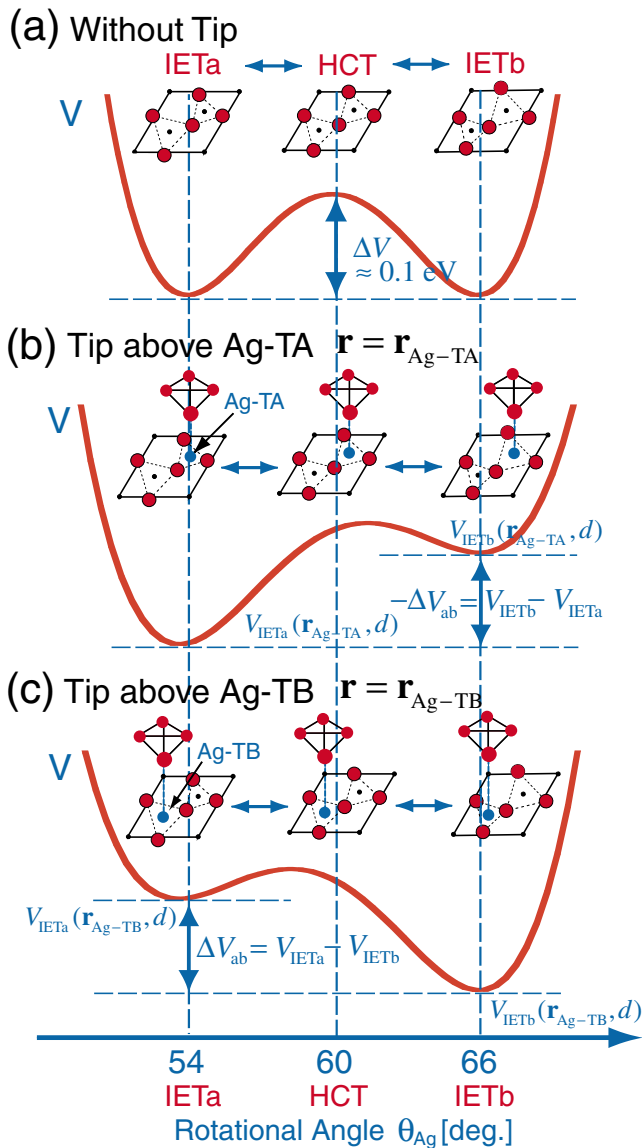 (a) Without Tip
IETa HCT IETb
V
ΔV
≈ 0.1 eV
(b) Tip above Ag-TA r = r_Ag−TA
V
Ag-TA
V_IETb(r_Ag−TA, d)
−ΔV_ab = V_IETb − V_IETa
V_IETa(r_Ag−TA, d)
(c) Tip above Ag-TB r = r_Ag−TB
V
Ag-TB
V_IETa(r_Ag−TB, d)
ΔV_ab = V_IETa − V_IETb
V_IETb(r_Ag−TB, d)
54 60 66
IETa HCT IETb
Rotational Angle θ_Ag [deg.]